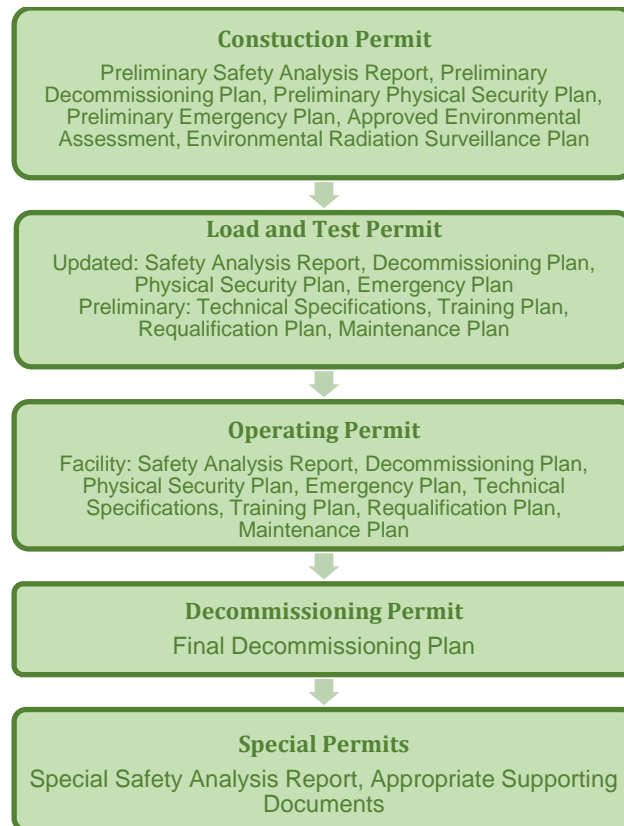 Constuction Permit
Preliminary Safety Analysis Report, Preliminary
Decommissioning Plan, Preliminary Physical Security Plan,
Preliminary Emergency Plan, Approved Environmental
Assessment, Environmental Radiation Surveillance Plan
Load and Test Permit
Updated: Safety Analysis Report, Decommissioning Plan,
Physical Security Plan, Emergency Plan
Preliminary: Technical Specifications, Training Plan,
Requalification Plan, Maintenance Plan
Operating Permit
Facility: Safety Analysis Report, Decommissioning Plan,
Physical Security Plan, Emergency Plan, Technical
Specifications, Training Plan, Requalification Plan,
Maintenance Plan
Decommissioning Permit
Final Decommissioning Plan
Special Permits
Special Safety Analysis Report, Appropriate Supporting
Documents